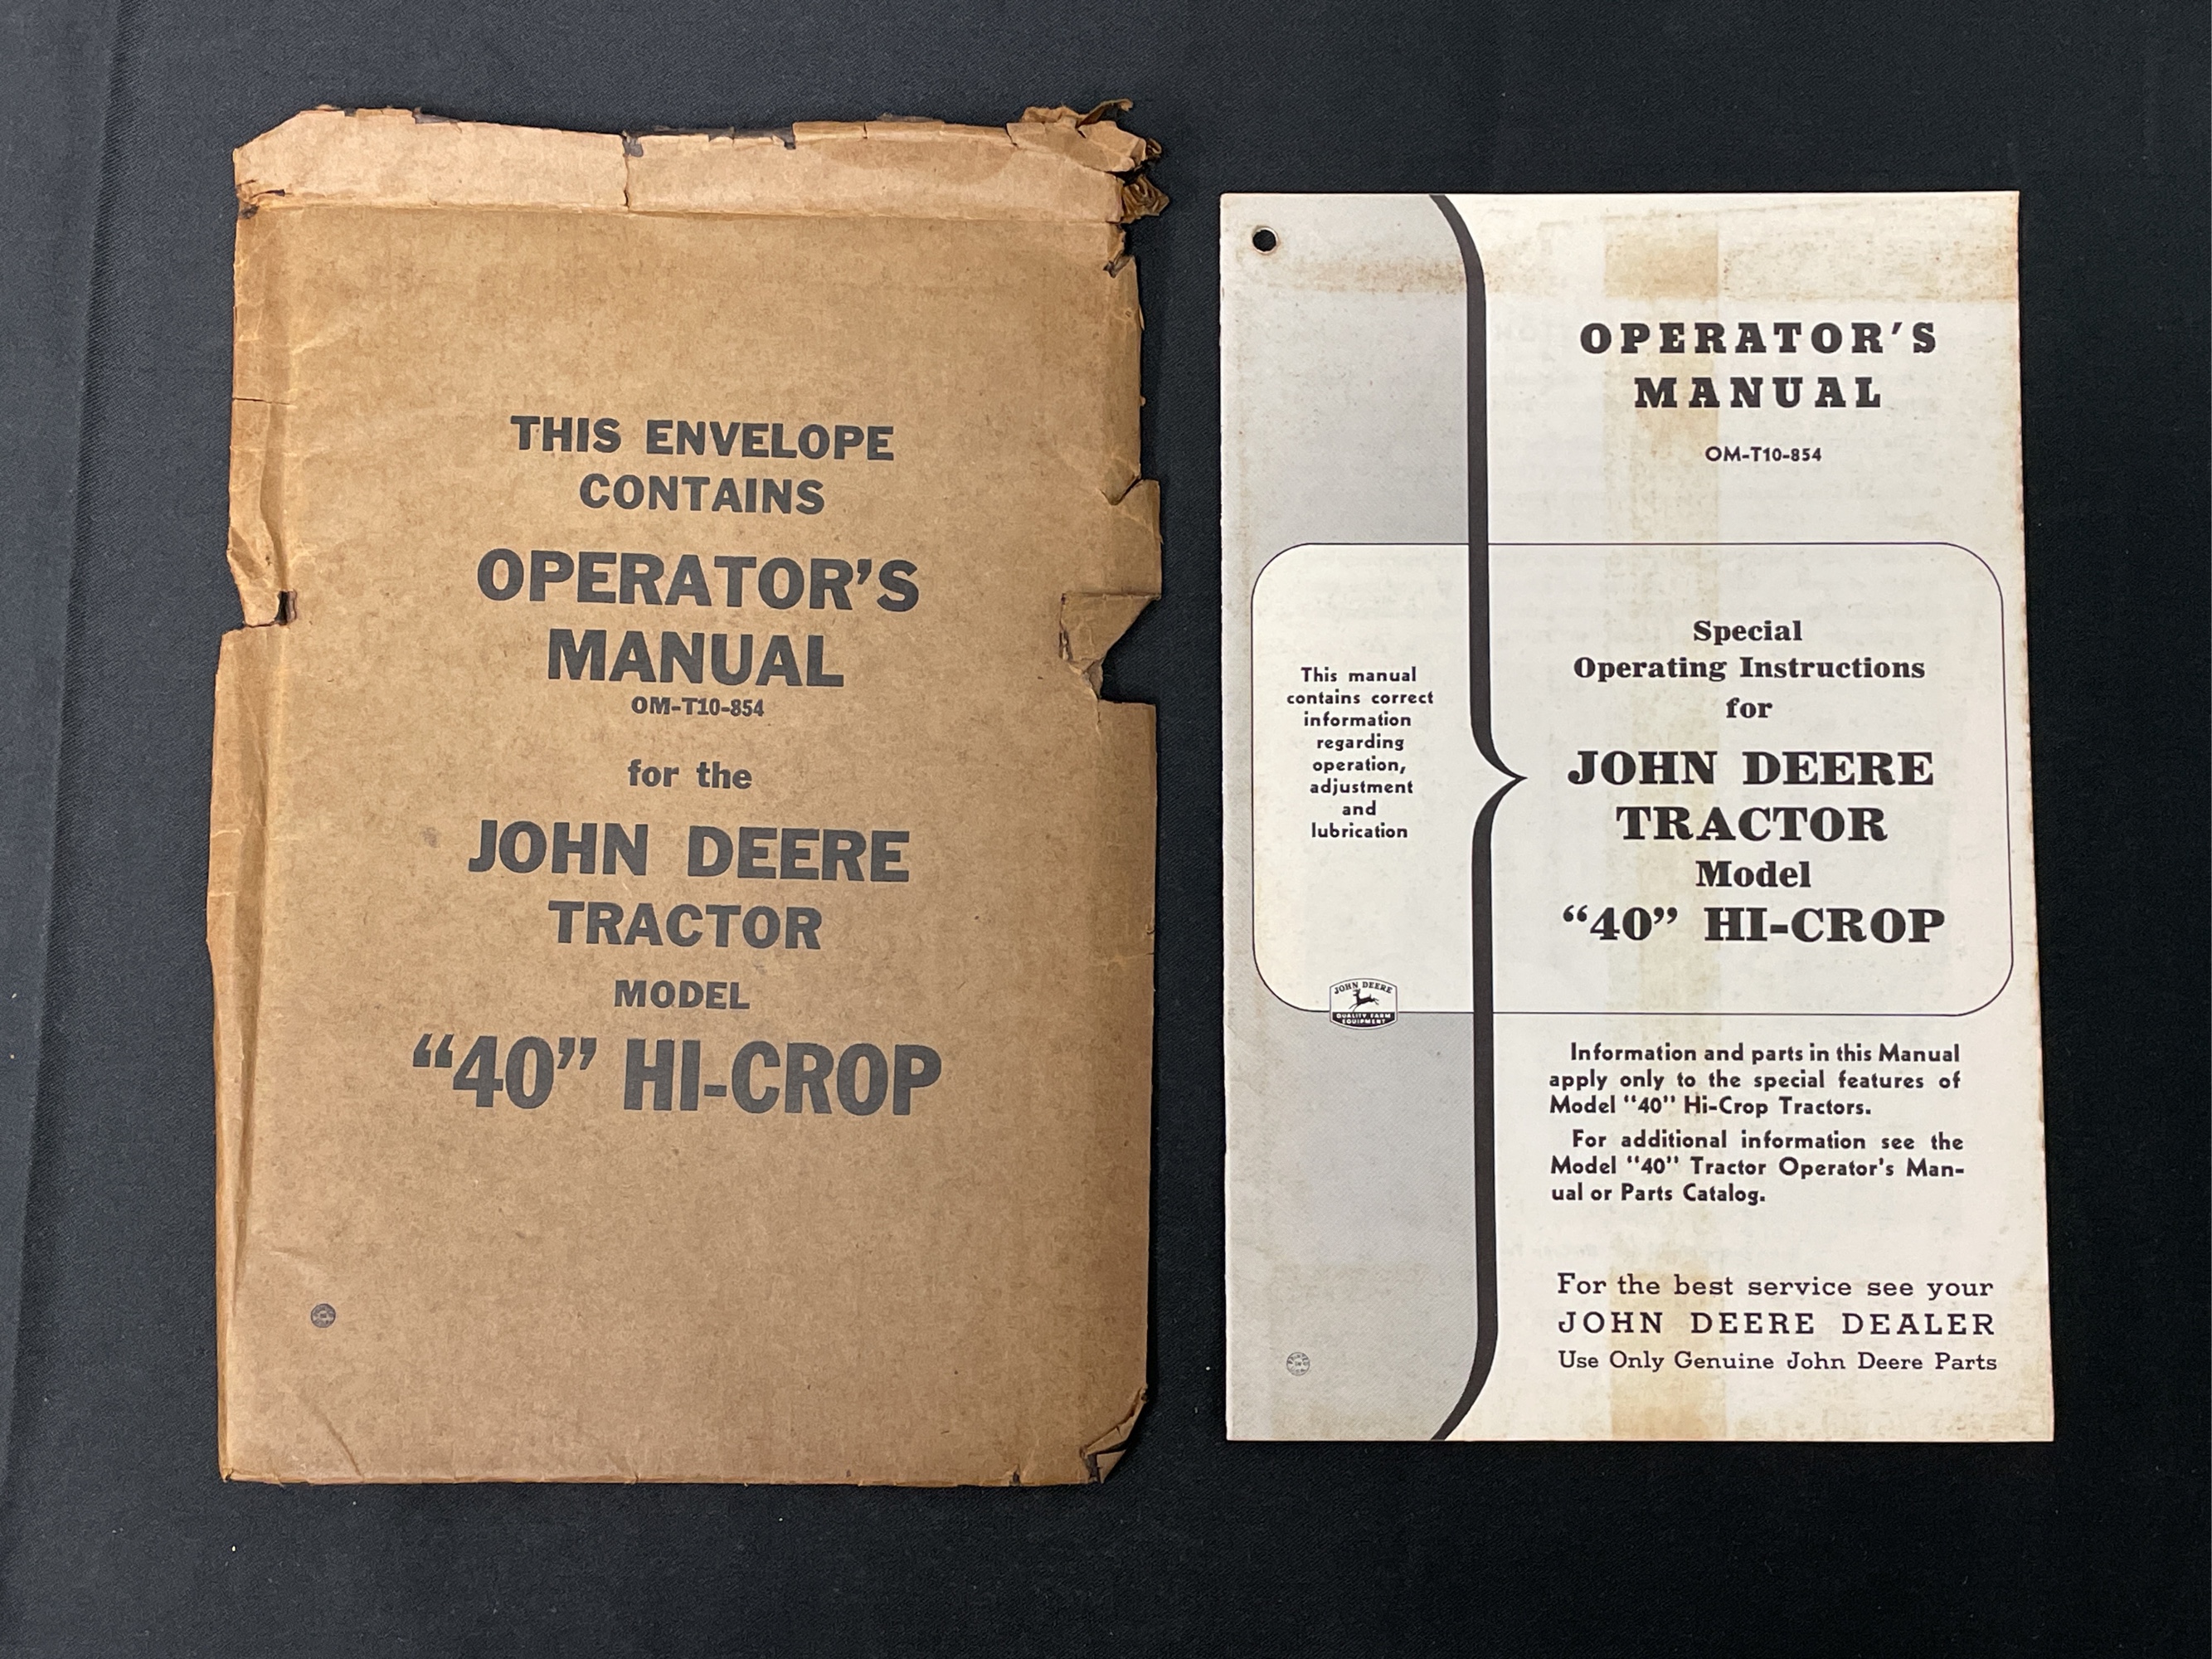 THIS ENVELOPE
CONTAINS
OPERATOR'S
MANUAL
OM-T10-854
for the
JOHN DEERE
TRACTOR
MODEL
“40” HI-CROP
OPERATOR'S
MANUAL
OM-T10-854
This manual
contains correct
information
regarding
operation,
adjustment
and
lubrication
Special
Operating Instructions
for
JOHN DEERE
TRACTOR
Model
“40” HI-CROP
JOHN DEERE
QUALITY FARM
EQUIPMENT
Information and parts in this Manual
apply only to the special features of
Model “40” Hi-Crop Tractors.
For additional information see the
Model “40” Tractor Operator's Man-
ual or Parts Catalog.
For the best service see your
JOHN DEERE DEALER
Use Only Genuine John Deere Parts